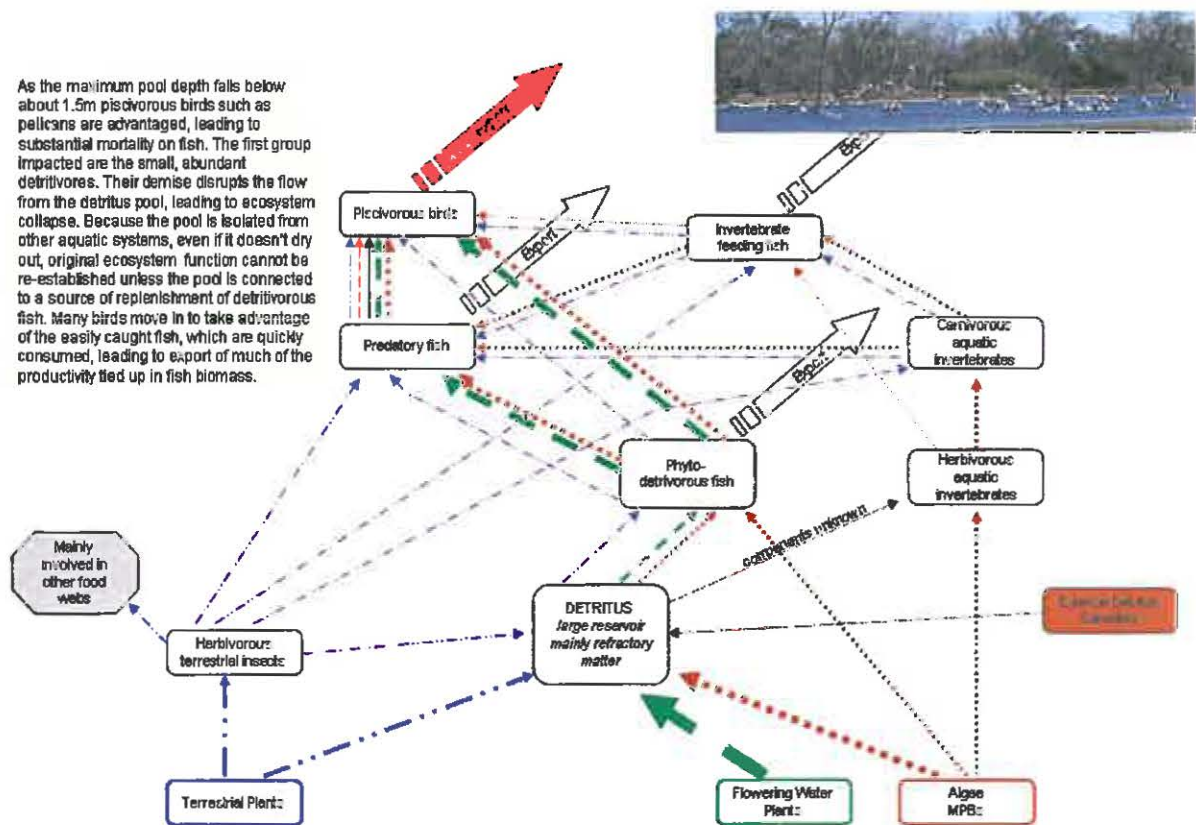 As the maximum pool depth falls below
about 1.5m piscivorous birds such as
pelicans are advantaged, leading to
substantial mortality on fish. The first group
impacted are the small, abundant
detritivores. Their demise disrupts the flow
from the detritus pool, leading to ecosystem
collapse. Because the pool is isolated from
other aquatic systems, even if it doesn't dry
out, original ecosystem function cannot be
re-established unless the pool is connected
to a source of replenishment of detritivorous
fish. Many birds move in to take advantage
of the easily caught fish, which are quickly
consumed, leading to export of much of the
productivity tied up in fish biomass.
export
Export
Piscivorous birds
Invertebrate
feeding fish
Export
Predatory fish
Carnivorous
aquatic
invertebrates
Export
Phyto-
detrivorous fish
Herbivorous
aquatic
invertebrates
components unknown
Mainly
involved in
other food
webs
DETRITUS
large reservoir
mainly refractory
matter
Herbivorous
terrestrial insects
Terrestrial Plants
Flowering Water
Plants
Algae
MPBs